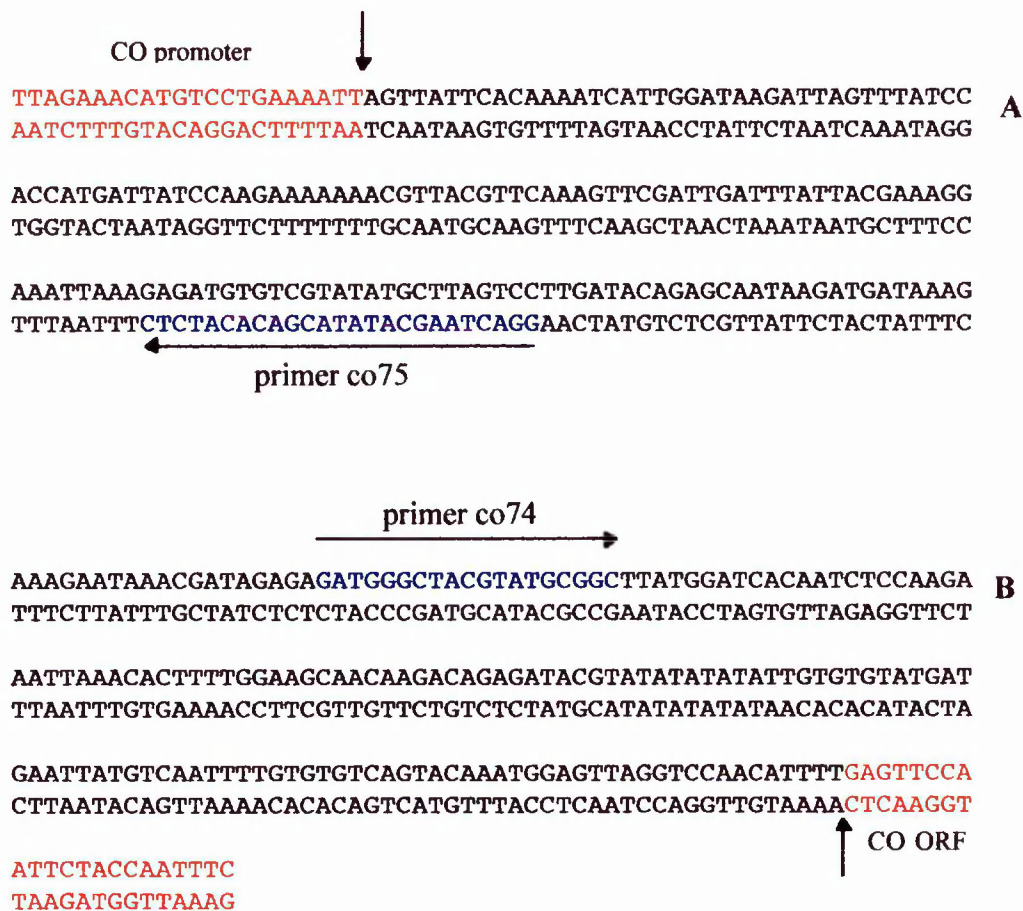 CO promoter
TTAGAAACATGTCCTGAAAATTAGTTATTCACAAAATCATTGGATAAGATTAGTTTATCC
A
AATCTTTGTACAGGACTTTTAATCAATAAGTGTTTTAGTAACCTATTCTAATCAAATAGG
ACCATGATTATCCAAGAAAAAAACGTTACGTTCAAAGTTCGATTGATTTATTACGAAAGG
TGGTACTAATAGGTTCTTTTTTTGCAATGCAAGTTTCAAGCTAACTAAATAATGCTTTCC
AAATTAAAGAGATGTGTCGTATATGCTTAGTCCTTGATACAGAGCAATAAGATGATAAAG
TTTAATTTCTCTACACAGCATATACGAATCAGGAACTATGTCTCGTTATTCTACTATTTC
primer co75
primer co74
AAAGAATAAACGATAGAGAGATGGGCTACGTATGCGGCTTATGGATCACAATCTCCAAGA
B
TTTCTTATTTGCTATCTCTCTACCCGATGCATACGCCGAATACCTAGTGTTAGAGGTTCT
AATTAAACACTTTTGGAAGCAACAAGACAGAGATACGTATATATATATTGTGTGTATGAT
TTAATTTGTGAAAACCTTCGTTGTTCTGTCTCTATGCATATATATATAACACACATACTA
GAATTATGTCAATTTTGTGTGTCAGTACAAATGGAGTTAGGTCCAACATTTTGAGTTCCA
CTTAATACAGTTAAAACACACAGTCATGTTTACCTCAATCCAGGTTGTAAAACTCAAGGT
CO ORF
ATTCTACCAATTTC
TAAGATGGTTAAAG